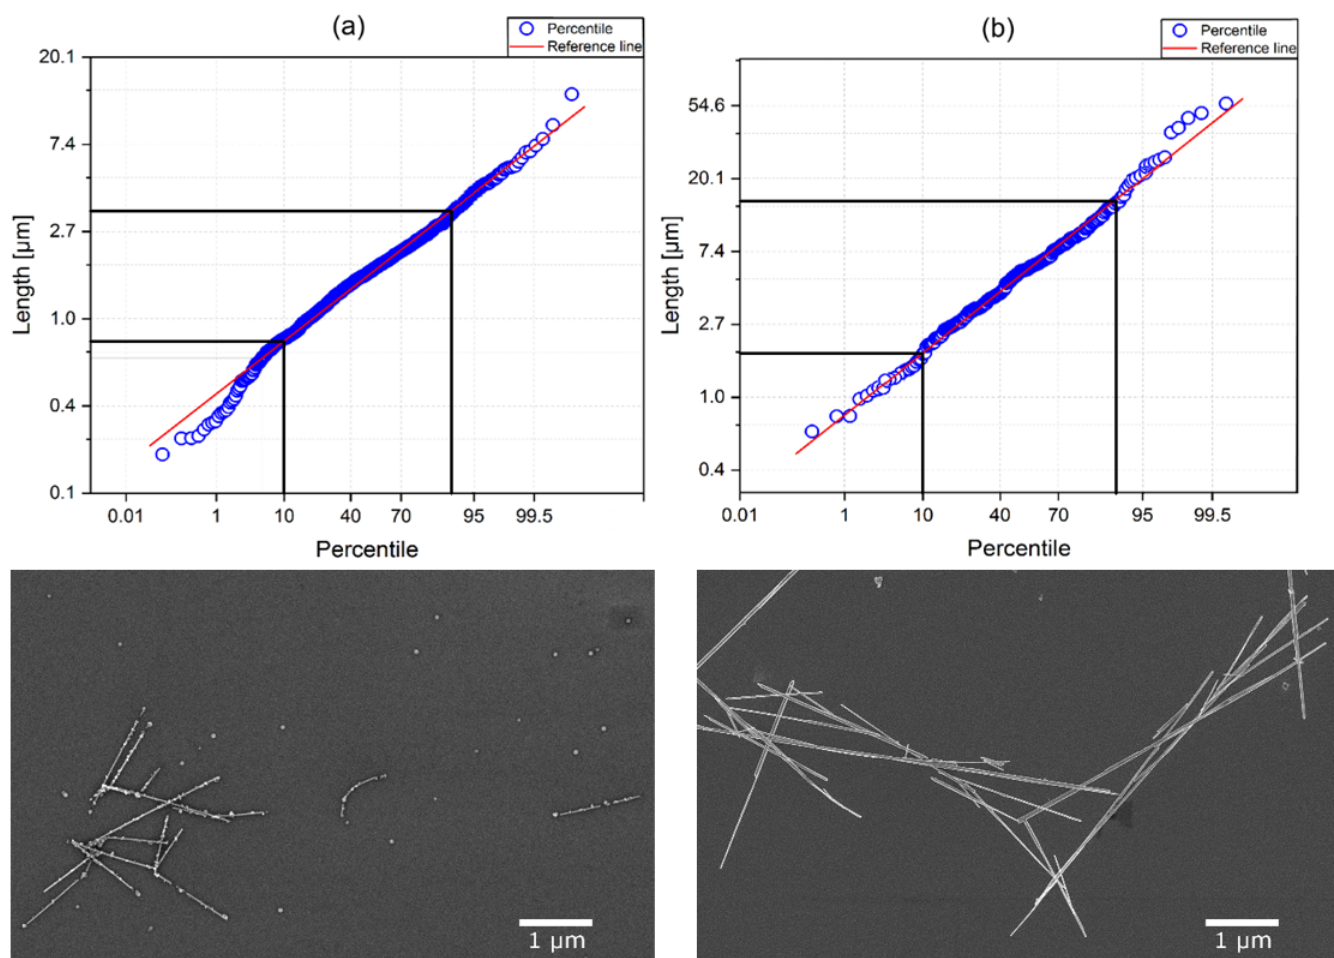 (a)
Percentile
Reference line
20.1
7.4
2.7
1.0
0.4
0.1
Length [µm]
0.01 1 10 40 70 95 99.5
Percentile
(b)
Percentile
Reference line
54.6
20.1
7.4
2.7
1.0
0.4
Length [µm]
0.01 1 10 40 70 95 99.5
Percentile
1 µm
1 µm